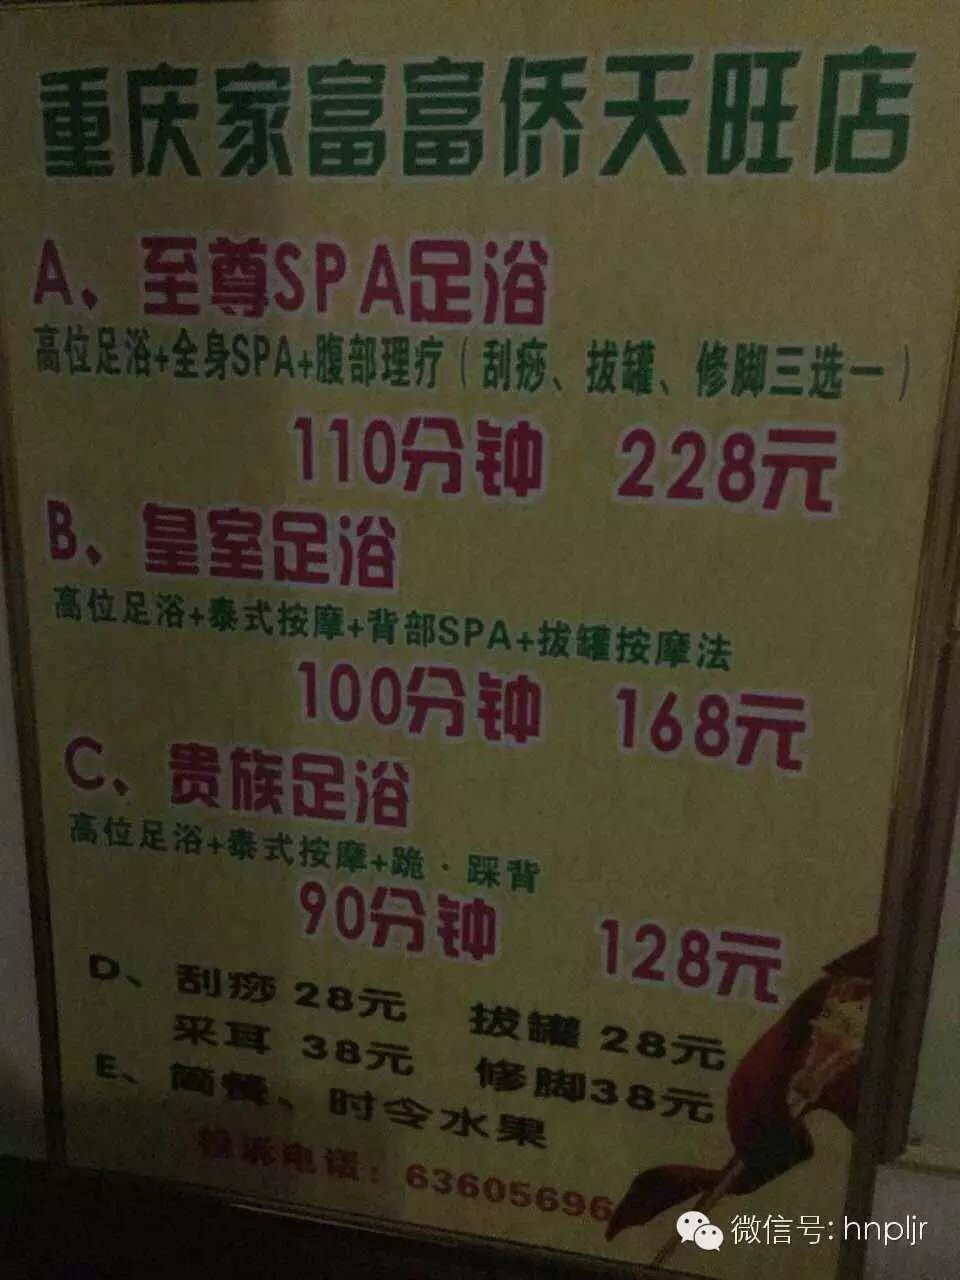 重庆家富富侨天旺店
A、至尊SPA足浴
高位足浴+全身SPA+腹部理疗（刮痧、拔罐、修脚三选一）
110分钟 228元
B、皇室足浴
高位足浴+泰式按摩+背部SPA+拔罐按摩法
100分钟 168元
C、贵族足浴
高位足浴+泰式按摩+跪·踩背
90分钟 128元
D、刮痧 28元 拔罐 28元
采耳 38元 修脚38元
E、简餐、时令水果
投诉电话：63605696
微信号: hnpljr